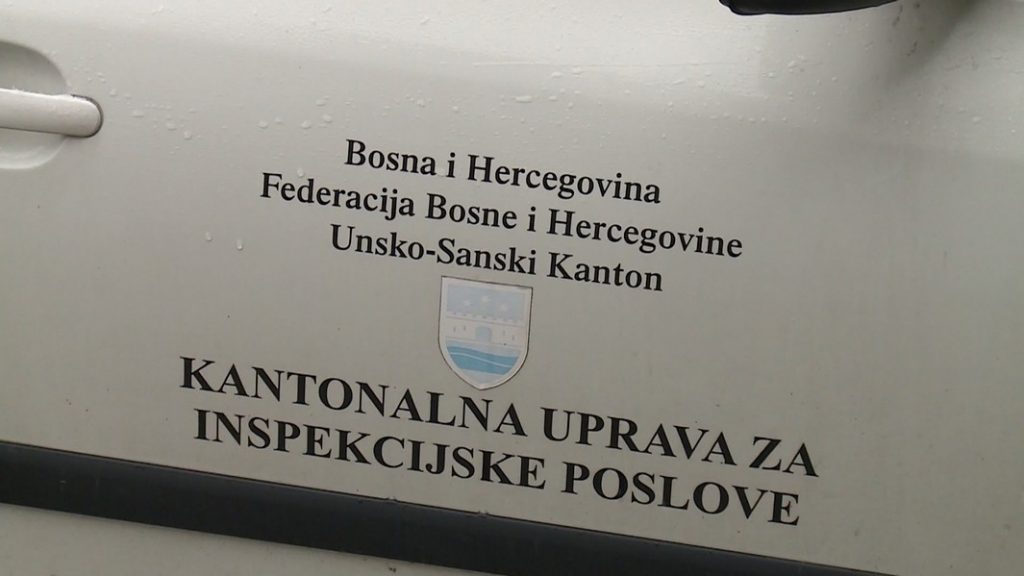 Bosna i Hercegovina
Federacija Bosne i Hercegovine
Unsko-Sanski Kanton
KANTONALNA UPRAVA ZA
INSPEKCIJSKE POSLOVE